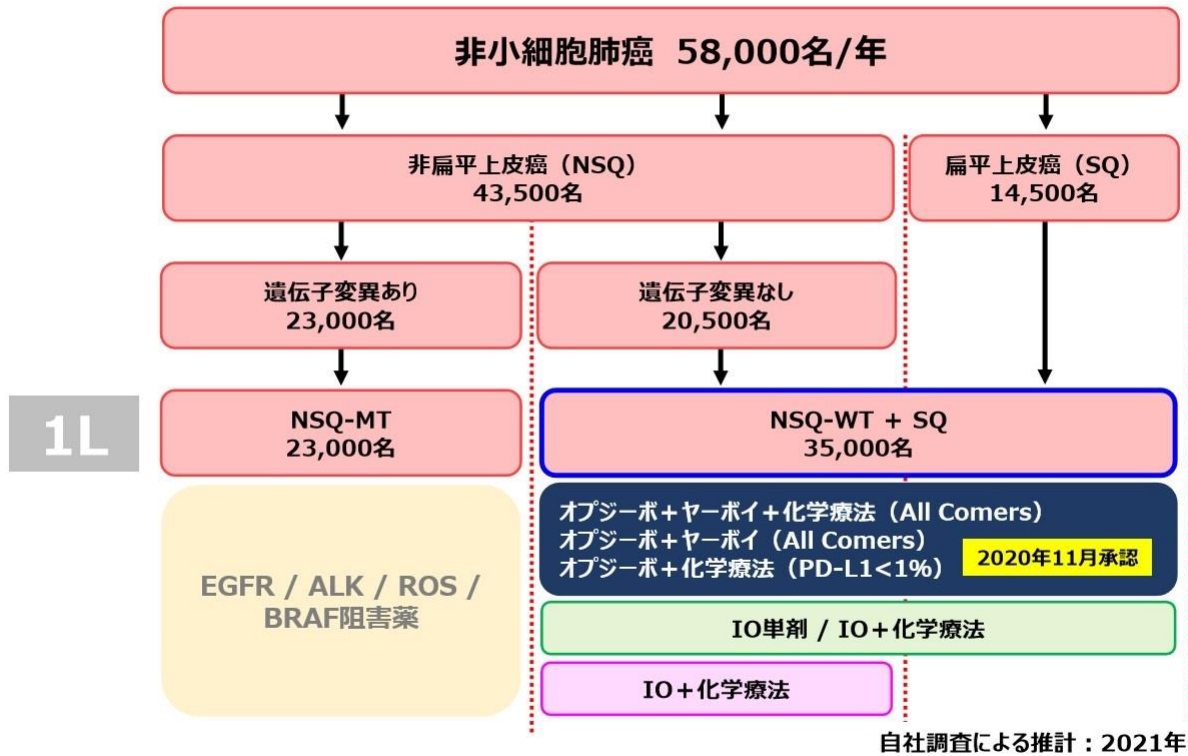 非小細胞肺癌 58,000名/年
非扁平上皮癌（NSQ）
43,500名
扁平上皮癌（SQ）
14,500名
遺伝子変異あり
23,000名
遺伝子変異なし
20,500名
1L
NSQ-MT
23,000名
NSQ-WT + SQ
35,000名
EGFR / ALK / ROS /
BRAF阻害薬
オプジーボ＋ヤーボイ＋化学療法（All Comers）
オプジーボ＋ヤーボイ（All Comers）
オプジーボ＋化学療法（PD-L1<1%）
2020年11月承認
IO単剤 / IO＋化学療法
IO＋化学療法
自社調査による推計：2021年